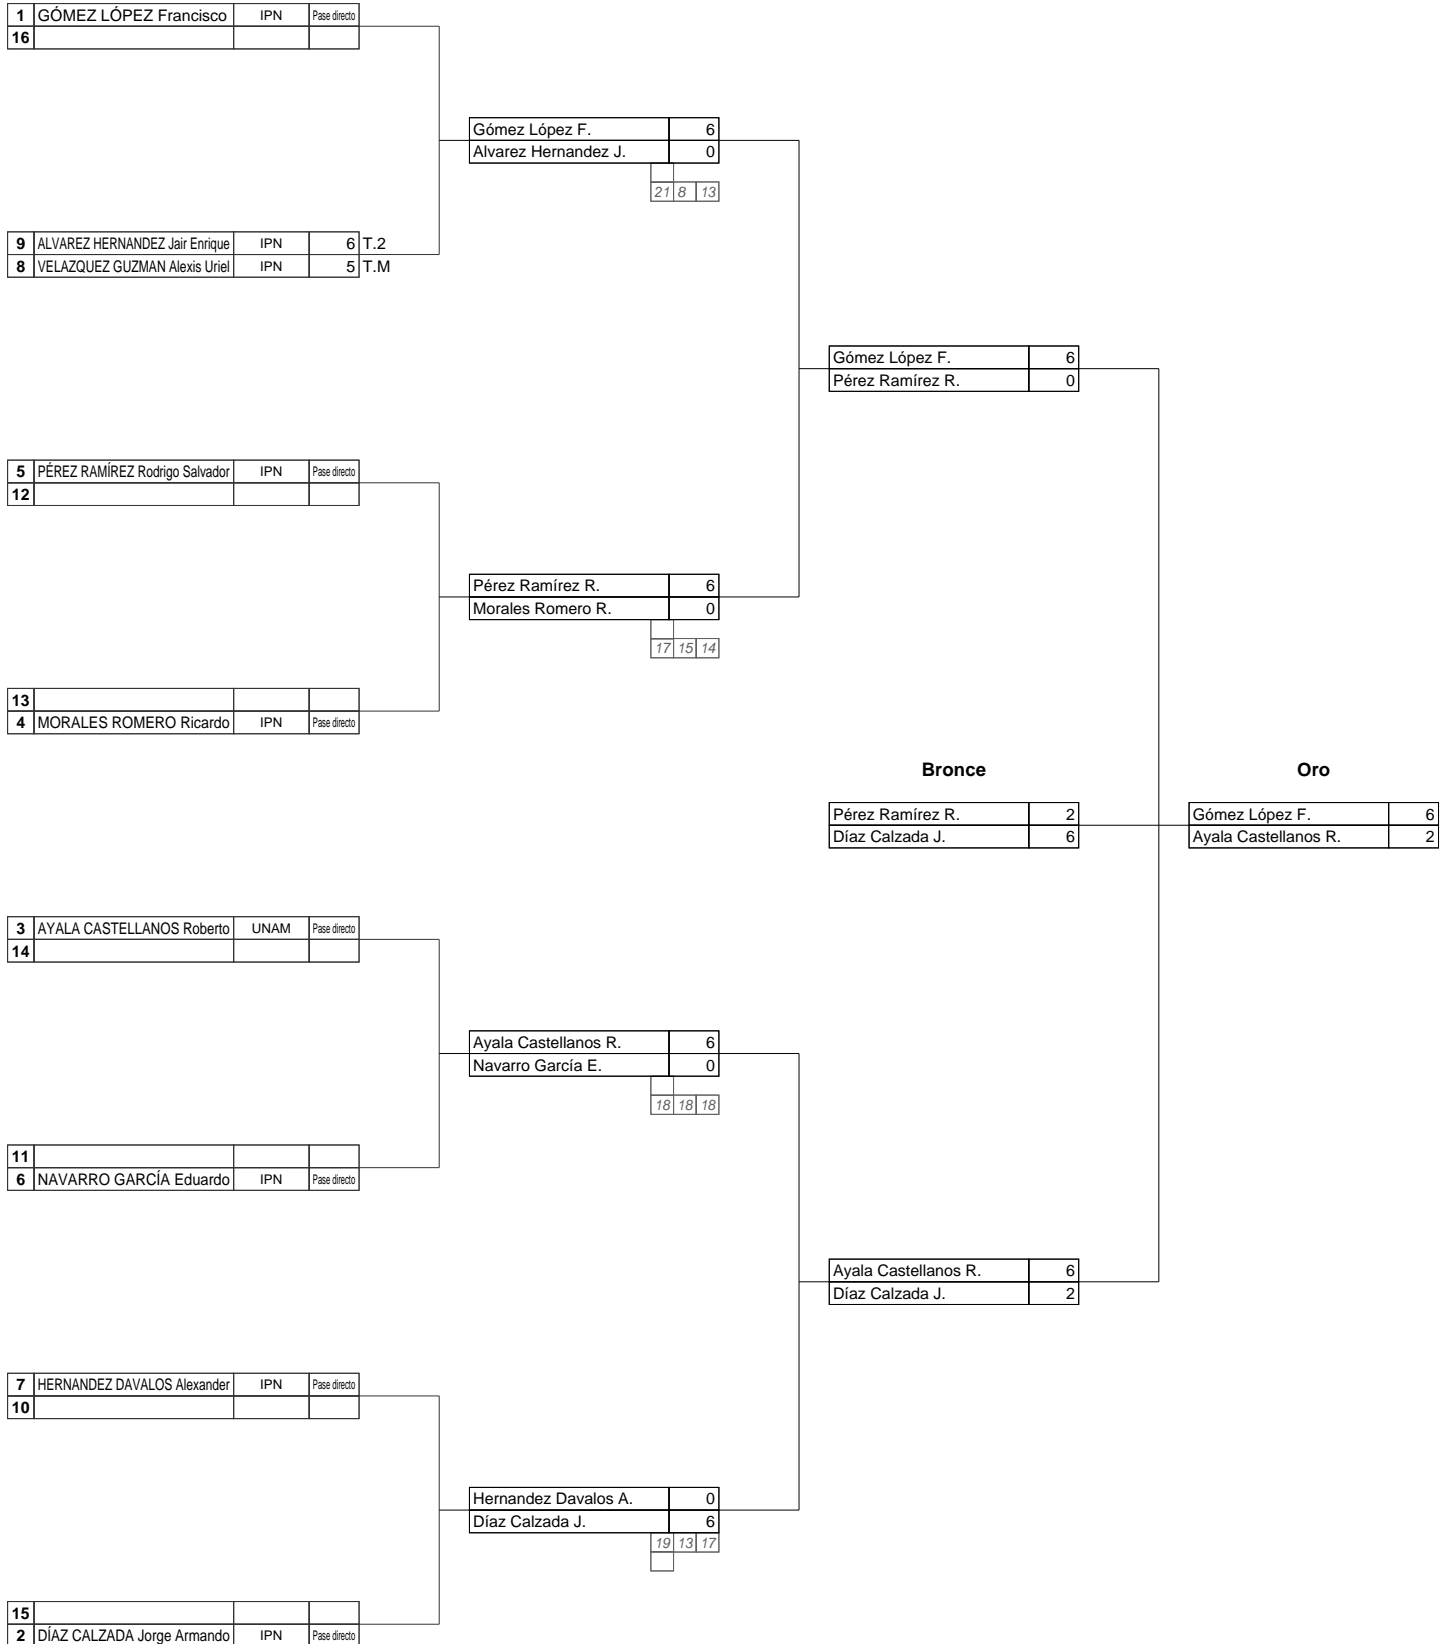 1 GÓMEZ LÓPEZ Francisco IPN Pase directo
16
Gómez López F. 6
Alvarez Hernandez J. 0
21 8 13
9 ALVAREZ HERNANDEZ Jair Enrique IPN 6 T.2
8 VELAZQUEZ GUZMAN Alexis Uriel IPN 5 T.M
Gómez López F. 6
Pérez Ramírez R. 0
5 PÉREZ RAMÍREZ Rodrigo Salvador IPN Pase directo
12
Pérez Ramírez R. 6
Morales Romero R. 0
17 15 14
13
4 MORALES ROMERO Ricardo IPN Pase directo
Bronce Oro
Pérez Ramírez R. 2 Gómez López F. 6
Díaz Calzada J. 6 Ayala Castellanos R. 2
3 AYALA CASTELLANOS Roberto UNAM Pase directo
14
Ayala Castellanos R. 6
Navarro García E. 0
18 18 18
11
6 NAVARRO GARCÍA Eduardo IPN Pase directo
Ayala Castellanos R. 6
Díaz Calzada J. 2
7 HERNANDEZ DAVALOS Alexander IPN Pase directo
10
Hernandez Davalos A. 0
Díaz Calzada J. 6
19 13 17
15
2 DÍAZ CALZADA Jorge Armando IPN Pase directo